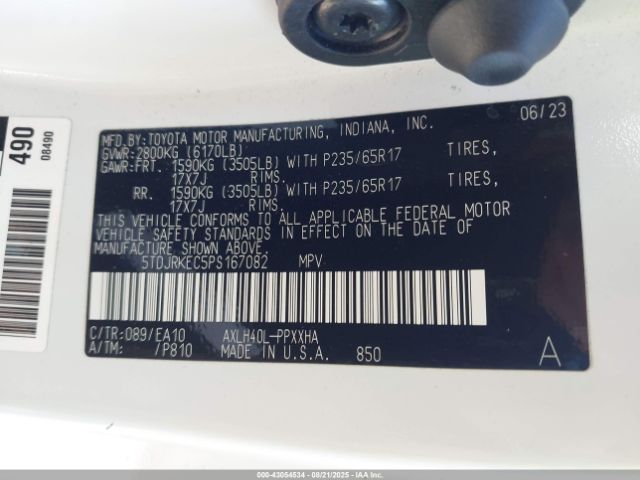 490
08490
MFD.BY:TOYOTA MOTOR MANUFACTURING, INDIANA, INC. 06/23
GVWR:2800KG (6170LB)
GAWR:FRT. 1590KG (3505LB) WITH P235/65R17 TIRES,
17X7J RIMS.
RR. 1590KG (3505LB) WITH P235/65R17 TIRES,
17X7J RIMS.
THIS VEHICLE CONFORMS TO ALL APPLICABLE FEDERAL MOTOR
VEHICLE SAFETY STANDARDS IN EFFECT ON THE DATE OF
MANUFACTURE SHOWN ABOVE.
5TDJRKEC5PS167082 MPV
C/TR:089/EA10 AXLH40L-PPXXHA
A/TM: /P810 MADE IN U.S.A. 850 A
000-43054534 - 08/21/2025 - IAAI.COM